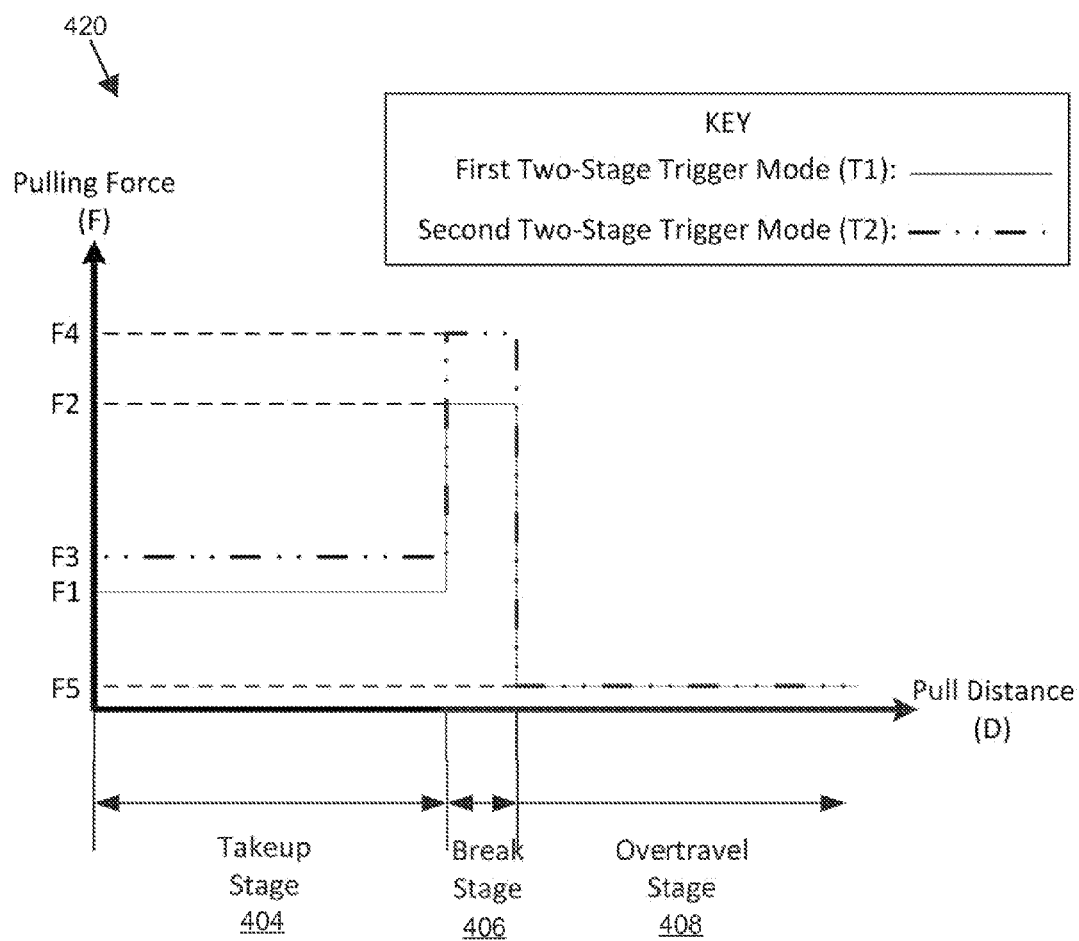 420
KEY
First Two-Stage Trigger Mode (T1):
Second Two-Stage Trigger Mode (T2):
Pulling Force
(F)
F4
F2
F3
F1
F5
Pull Distance
(D)
Takeup
Stage
404
Break
Stage
406
Overtravel
Stage
408